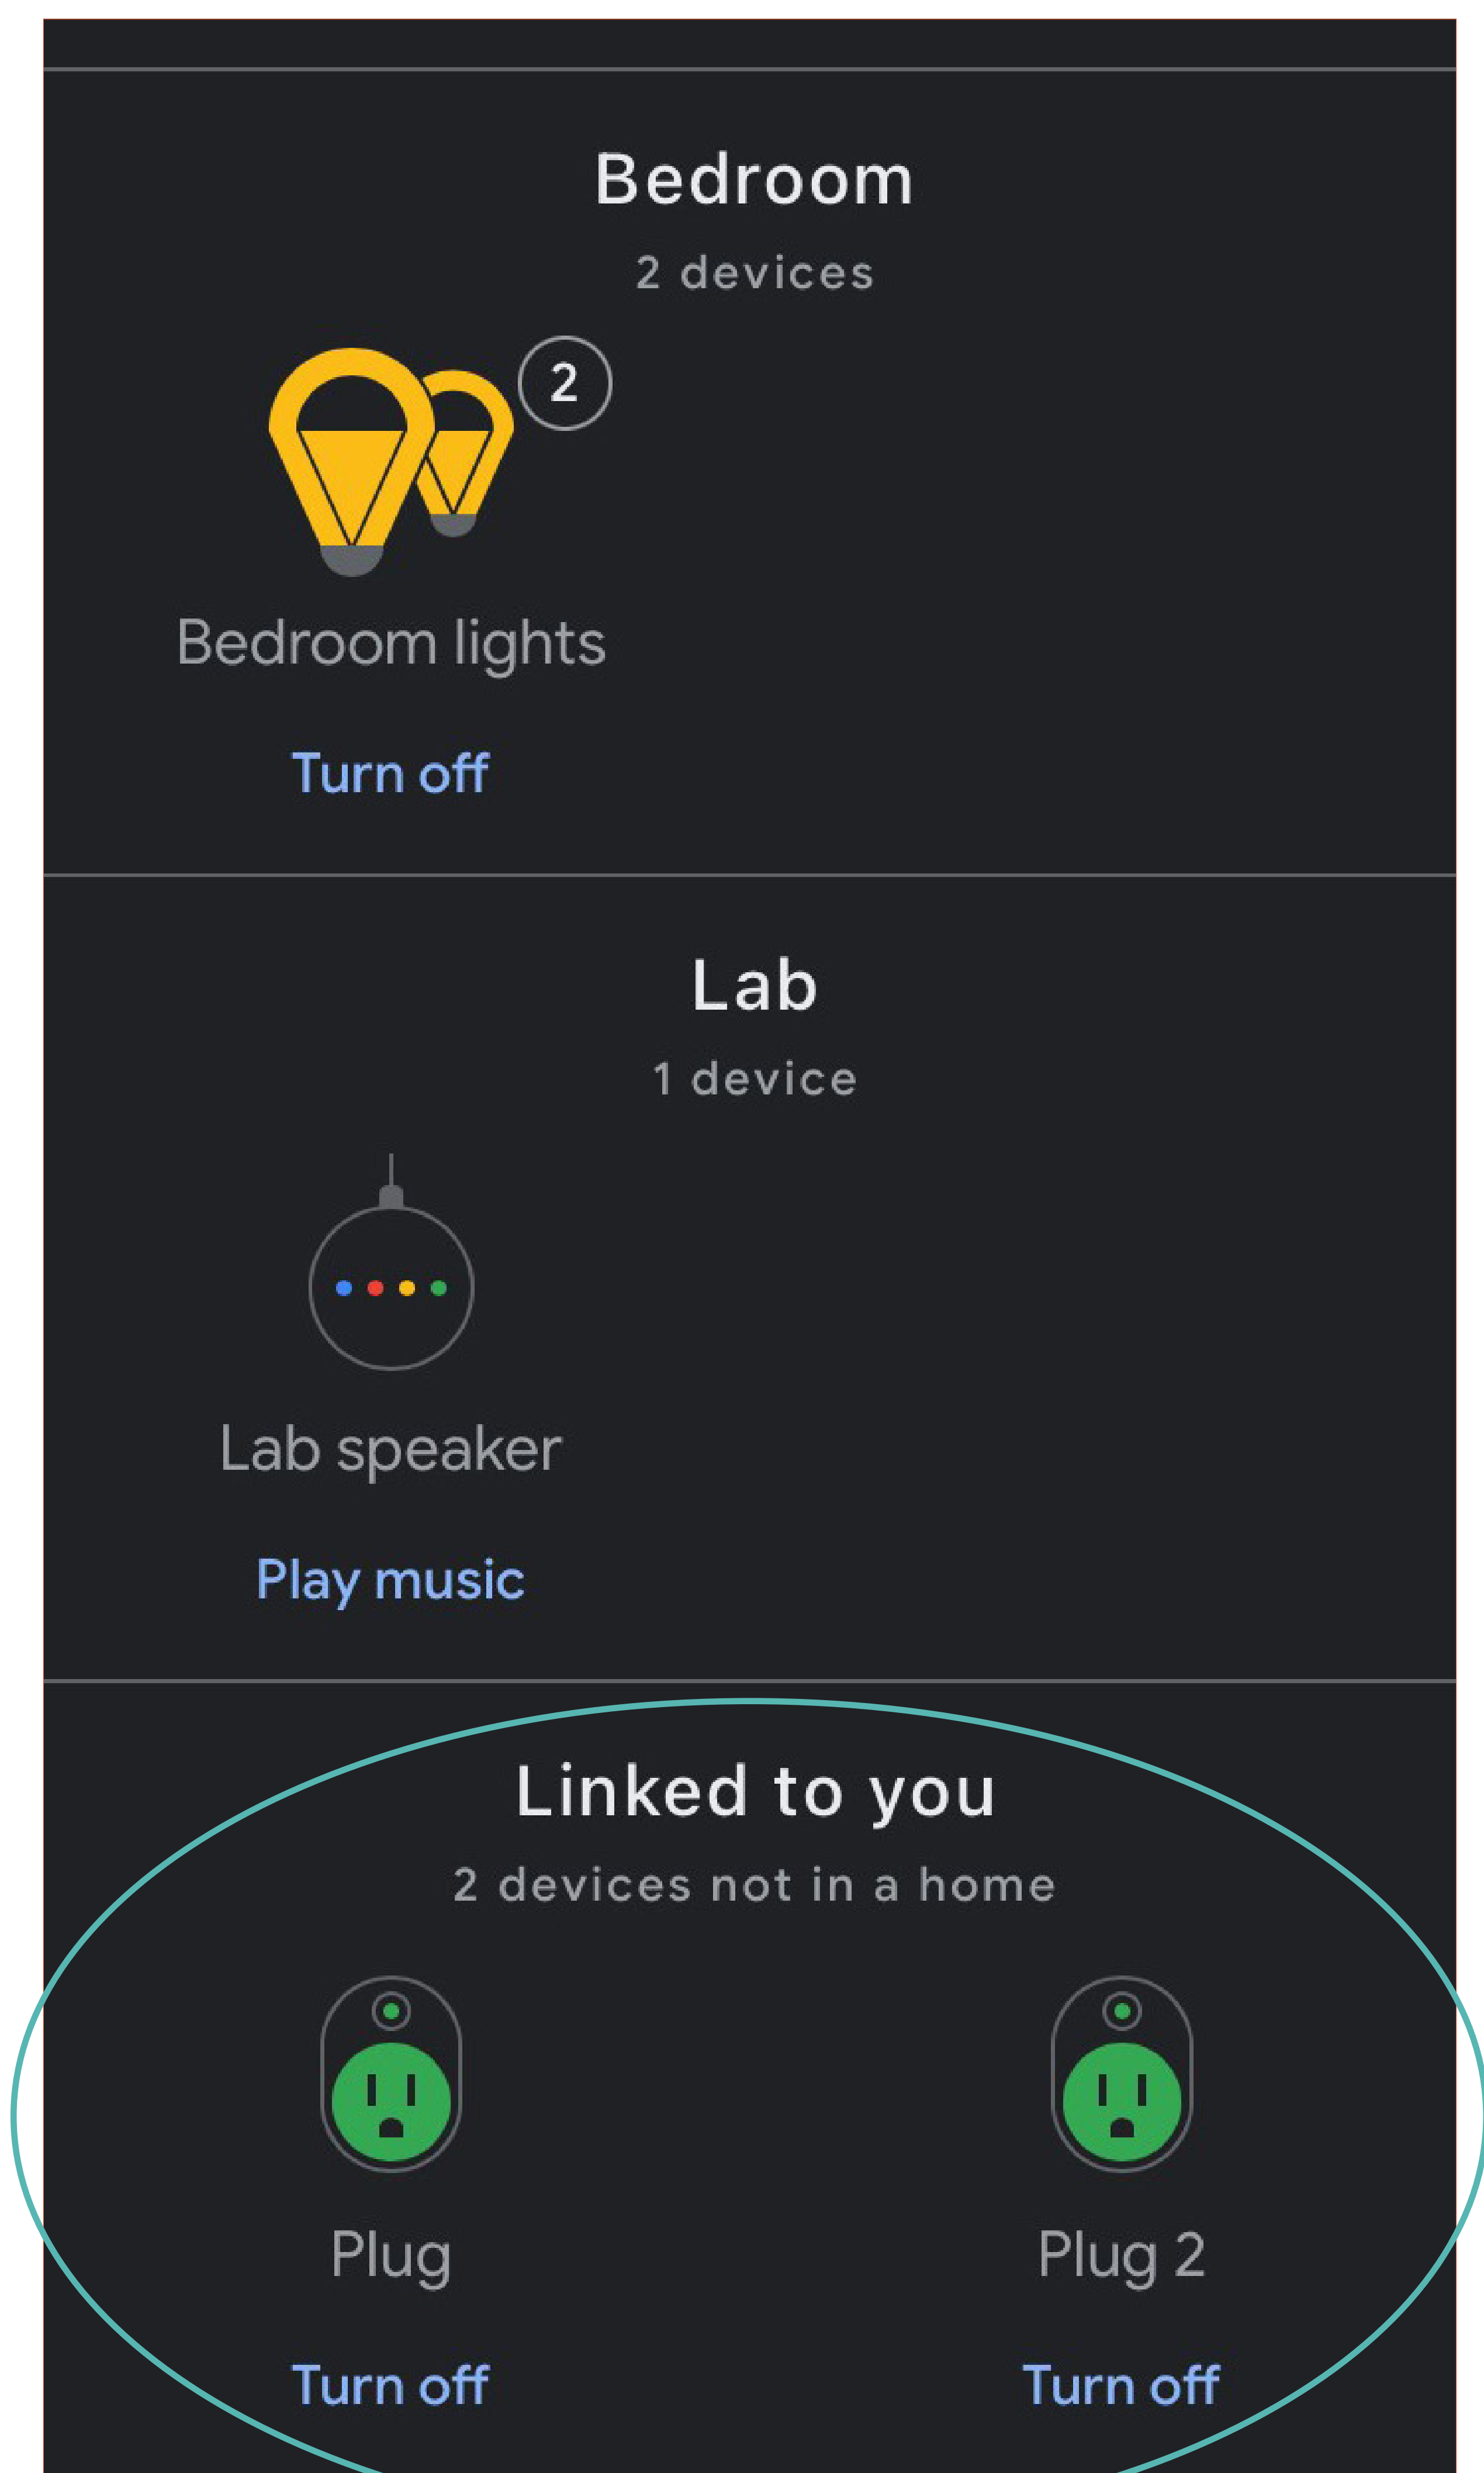 Bedroom
2 devices
2
Bedroom lights
Turn off
Lab
1 device
Lab speaker
Play music
Linked to you
2 devices not in a home
Plug
Plug 2
Turn off
Turn off